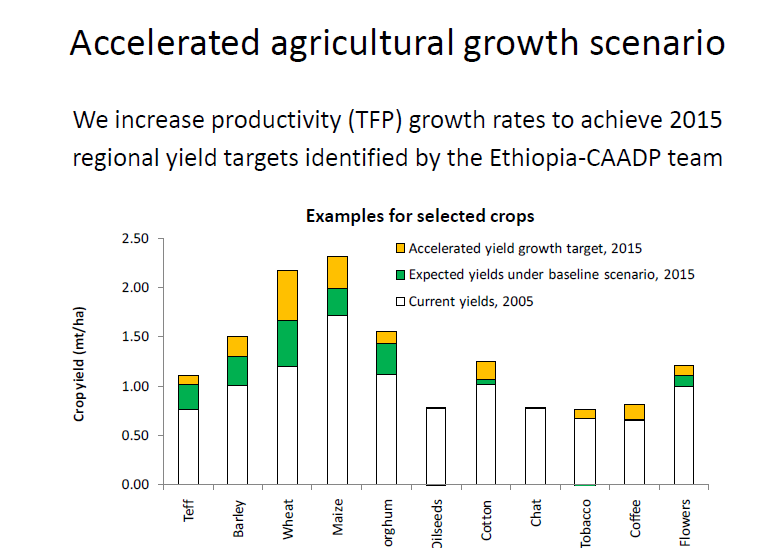 Accelerated agricultural growth scenario
We increase productivity (TFP) growth rates to achieve 2015
regional yield targets identified by the Ethiopia-CAADP team
Examples for selected crops
Accelerated yield growth target, 2015
Expected yields under baseline scenario, 2015
Current yields, 2005
Crop yield (mt/ha)
2.50
2.00
1.50
1.00
0.50
0.00
Teff
Barley
Wheat
Maize
orghum
Oilseeds
Cotton
Chat
Tobacco
Coffee
Flowers